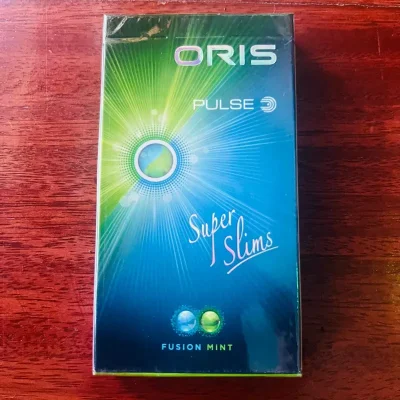 ORIS
PULSE
Super
Slims
FUSION MINT